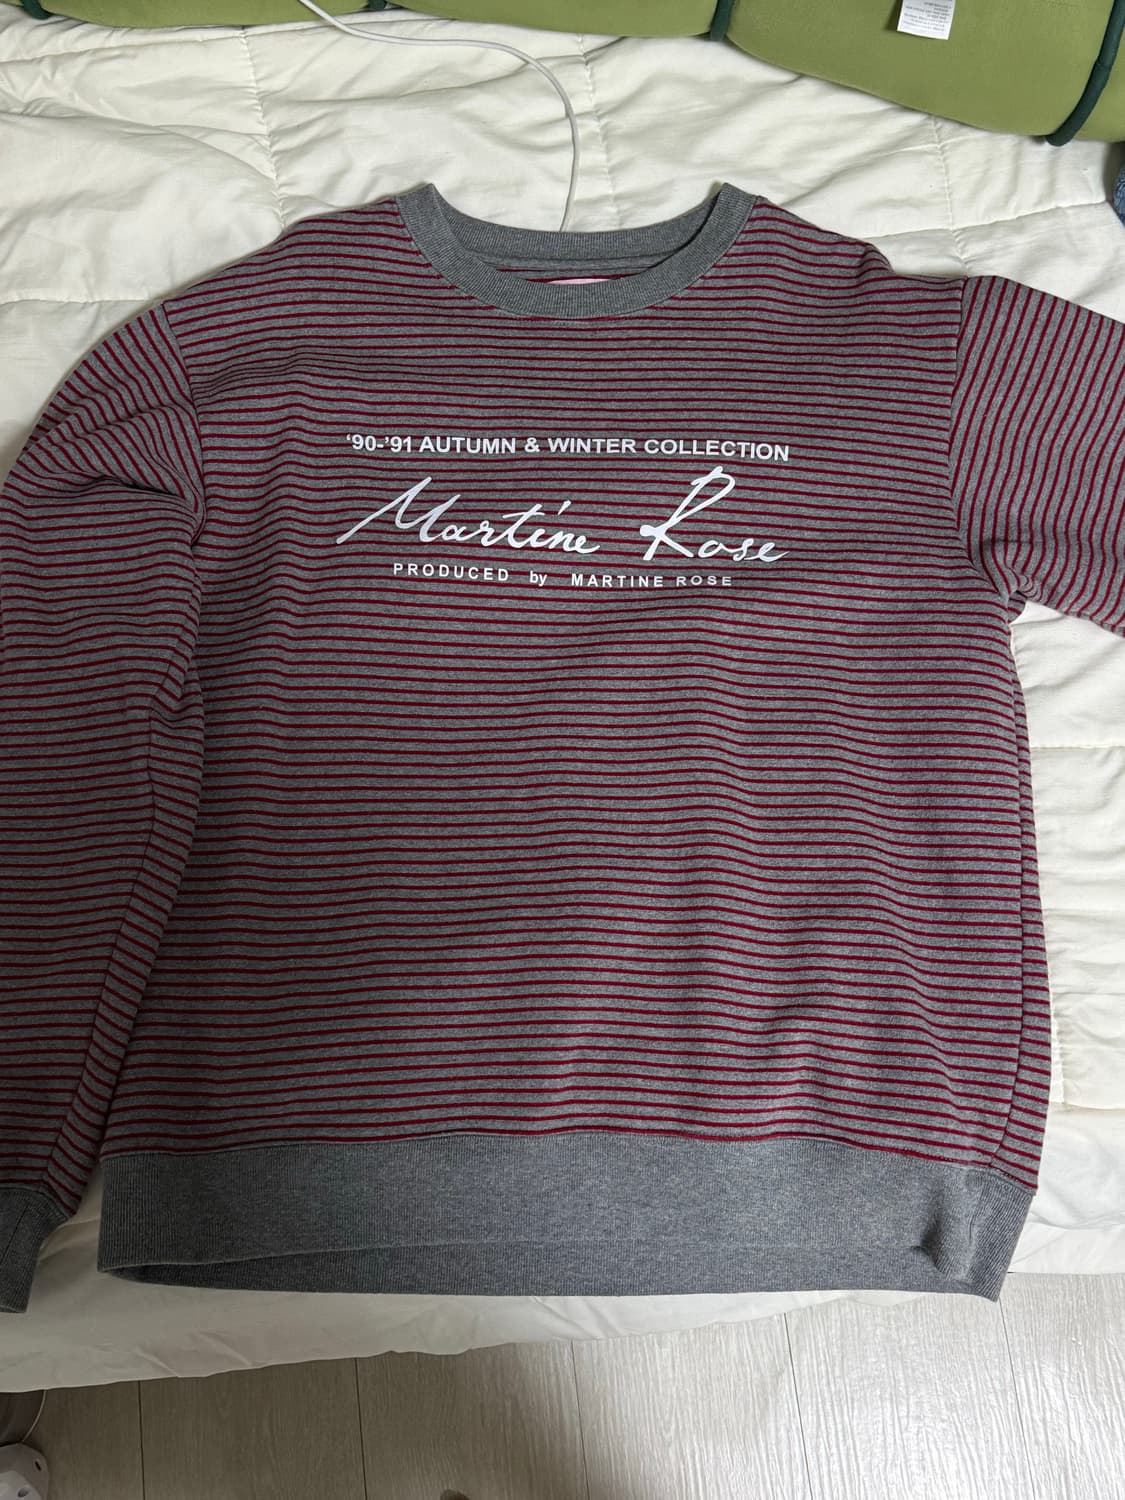 ‘90-’91 AUTUMN & WINTER COLLECTION
Martine Rose
PRODUCED by MARTINE ROSE